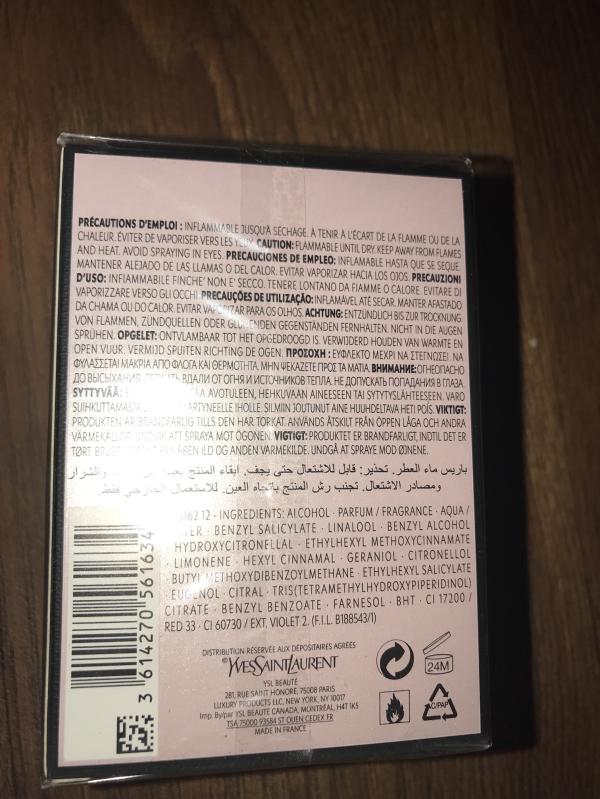 PRÉCAUTIONS D'EMPLOI : INFLAMMABLE JUSQU'À SÉCHAGE. À TENIR À L'ÉCART DE LA FLAMME OU DE LA
CHALEUR. ÉVITER DE VAPORISER VERS LES YEUX. CAUTION: FLAMMABLE UNTIL DRY. KEEP AWAY FROM FLAMES
AND HEAT. AVOID SPRAYING IN EYES. PRECAUCIONES DE EMPLEO: INFLAMABLE HASTA QUE SE SEQUE.
MANTENER ALEJADO DE LAS LLAMAS O DEL CALOR. EVITAR VAPORIZAR HACIA LOS OJOS. PRECAUZIONI
D'USO: INFIAMMABILE FINCHE' NON E' SECCO. TENERE LONTANO DA FIAMME O CALORE. EVITARE DI
VAPORIZZARE VERSO GLI OCCHI. PRECAUÇÕES DE UTILIZAÇÃO: INFLAMÁVEL ATÉ SECAR. MANTER AFASTADO
DA CHAMA OU DO CALOR. EVITAR VAPORIZAR PARA OS OLHOS. ACHTUNG: ENTZÜNDLICH BIS ZUR TROCKNUNG.
VON FLAMMEN, ZÜNDQUELLEN ODER GLÜHENDEN GEGENSTÄNDEN FERNHALTEN. NICHT IN DIE AUGEN
SPRÜHEN. OPGELET: ONTVLAMBAAR TOT HET OPGEDROOGD IS. VERWIJDERD HOUDEN VAN WARMTE EN
OPEN VUUR. VERMIJD SPUITEN RICHTING DE OGEN. ΠΡΟΣΟΧΗ : ΕΥΦΛΕΚΤΟ ΜΕΧΡΙ ΝΑ ΣΤΕΓΝΩΣΕΙ. ΝΑ
ΦΥΛΑΣΣΕΤΑΙ ΜΑΚΡΙΑ ΑΠΟ ΦΛΟΓΑ ΚΑΙ ΘΕΡΜΟΤΗΤΑ. ΜΗΝ ΨΕΚΑΖΕΤΕ ΠΡΟΣ ΤΑ ΜΑΤΙΑ. ВНИМАНИЕ: ОГНЕОПАСНО
ДО ВЫСЫХАНИЯ. ДЕРЖАТЬ ВДАЛИ ОТ ОГНЯ И ИСТОЧНИКОВ ТЕПЛА. НЕ ДОПУСКАТЬ ПОПАДАНИЯ В ГЛАЗА.
SYTTYVÄÄ: AVOTULEEN, HEHKUVAAN AINEESEEN TAI SYTYTYSLÄHTEESEEN. VARO
SUIHKUTTAMASTA IHOLLE. SILMIIN JOUTUNUT AINE HUUHDELTAVA HETI POIS. VIKTIGT:
PRODUKTEN ÄR BRANDFARLIG TILLS DEN HAR TORKAT. ANVÄNDS ÅTSKILT FRÅN ÖPPEN LÅGA OCH ANDRA
VÄRMEKÄLLOR. UNDVIK ATT SPRAYA MOT ÖGONEN. VIGTIGT: PRODUKTET ER BRANDFARLIGT, INDTIL DET ER
TØRT ÅBEN ILD OG ANDEN VARMEKILDE. UNDGÅ AT SPRAYE MOD ØJNENE.
باريس ماء العطر. تحذير: قابل للاشتعال حتى يجف. ابقاء المنتج بعيدا والشرار
ومصادر الاشتعال. تجنب رش المنتج باتجاه العين. للاستعمال الخارجي فقط.
12 - INGREDIENTS: ALCOHOL · PARFUM / FRAGRANCE · AQUA /
WATER · BENZYL SALICYLATE · LINALOOL · BENZYL ALCOHOL
· HYDROXYCITRONELLAL · ETHYLHEXYL METHOXYCINNAMATE
· LIMONENE · HEXYL CINNAMAL · GERANIOL · CITRONELLOL
· BUTYL METHOXYDIBENZOYLMETHANE · ETHYLHEXYL SALICYLATE
· EUGENOL · CITRAL · TRIS(TETRAMETHYLHYDROXYPIPERIDINOL)
CITRATE · BENZYL BENZOATE · FARNESOL · BHT · CI 17200 /
RED 33 · CI 60730 / EXT. VIOLET 2. (F.I.L. B188543/1)
3 614270 561634
DISTRIBUTION RÉSERVÉE AUX DÉPOSITAIRES AGRÉÉS
©YVESSAINTLAURENT
YSL BEAUTÉ
281, RUE SAINT HONORÉ, 75008 PARIS
LUXURY PRODUCTS LLC, NEW YORK, NY 10017
Imp. By/par YSL BEAUTÉ CANADA, MONTRÉAL, H4T 1K5
TSA 75000 93584 ST OUEN CEDEX FR
MADE IN FRANCE
24M
C/PAP